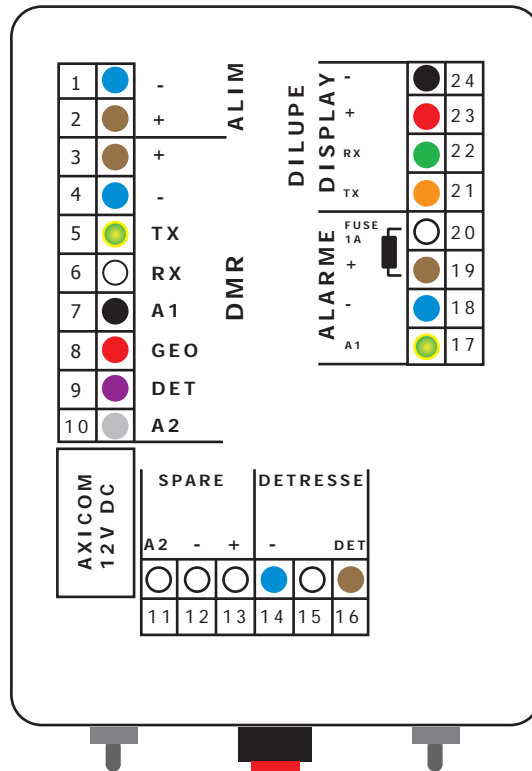 1 - ALIM
2 +
3 + DMR
4 -
5 TX
6 RX
7 A1
8 GEO
9 DET
10 A2
DILUPE
DISPLAY
- 24
+ 23
RX 22
TX 21
ALARME
FUSE 20
1A
+ 19
- 18
A1 17
AXICOM
12V DC
SPARE DETRESSE
A2 - + - DET
11 12 13 14 15 16